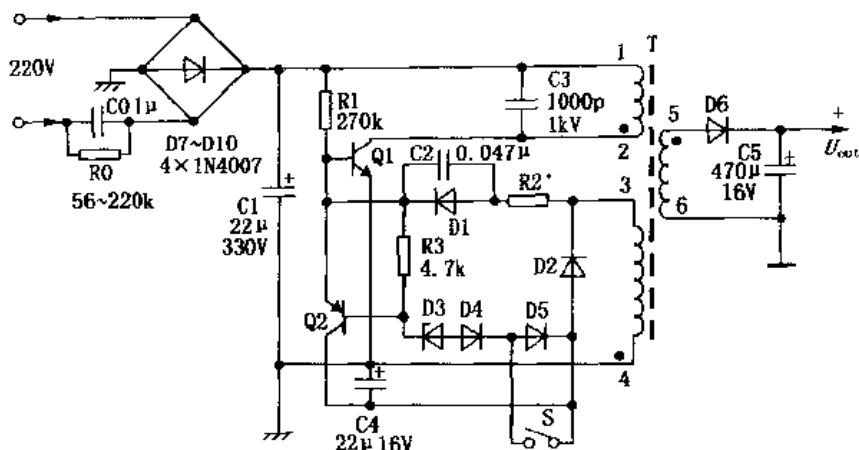 220V
C0 1μ
R0
56~220k
D7~D10
4×1N4007
C1
22μ
330V
R1
270k
Q1
C2 0.047μ
C3
1000p
1kV
D1
R2*
R3
4.7k
D2
Q2
D3 D4 D5
C4
22μ 16V
S
T
1
2
3
4
5
6
D6
C5
470μ
16V
+
U_out